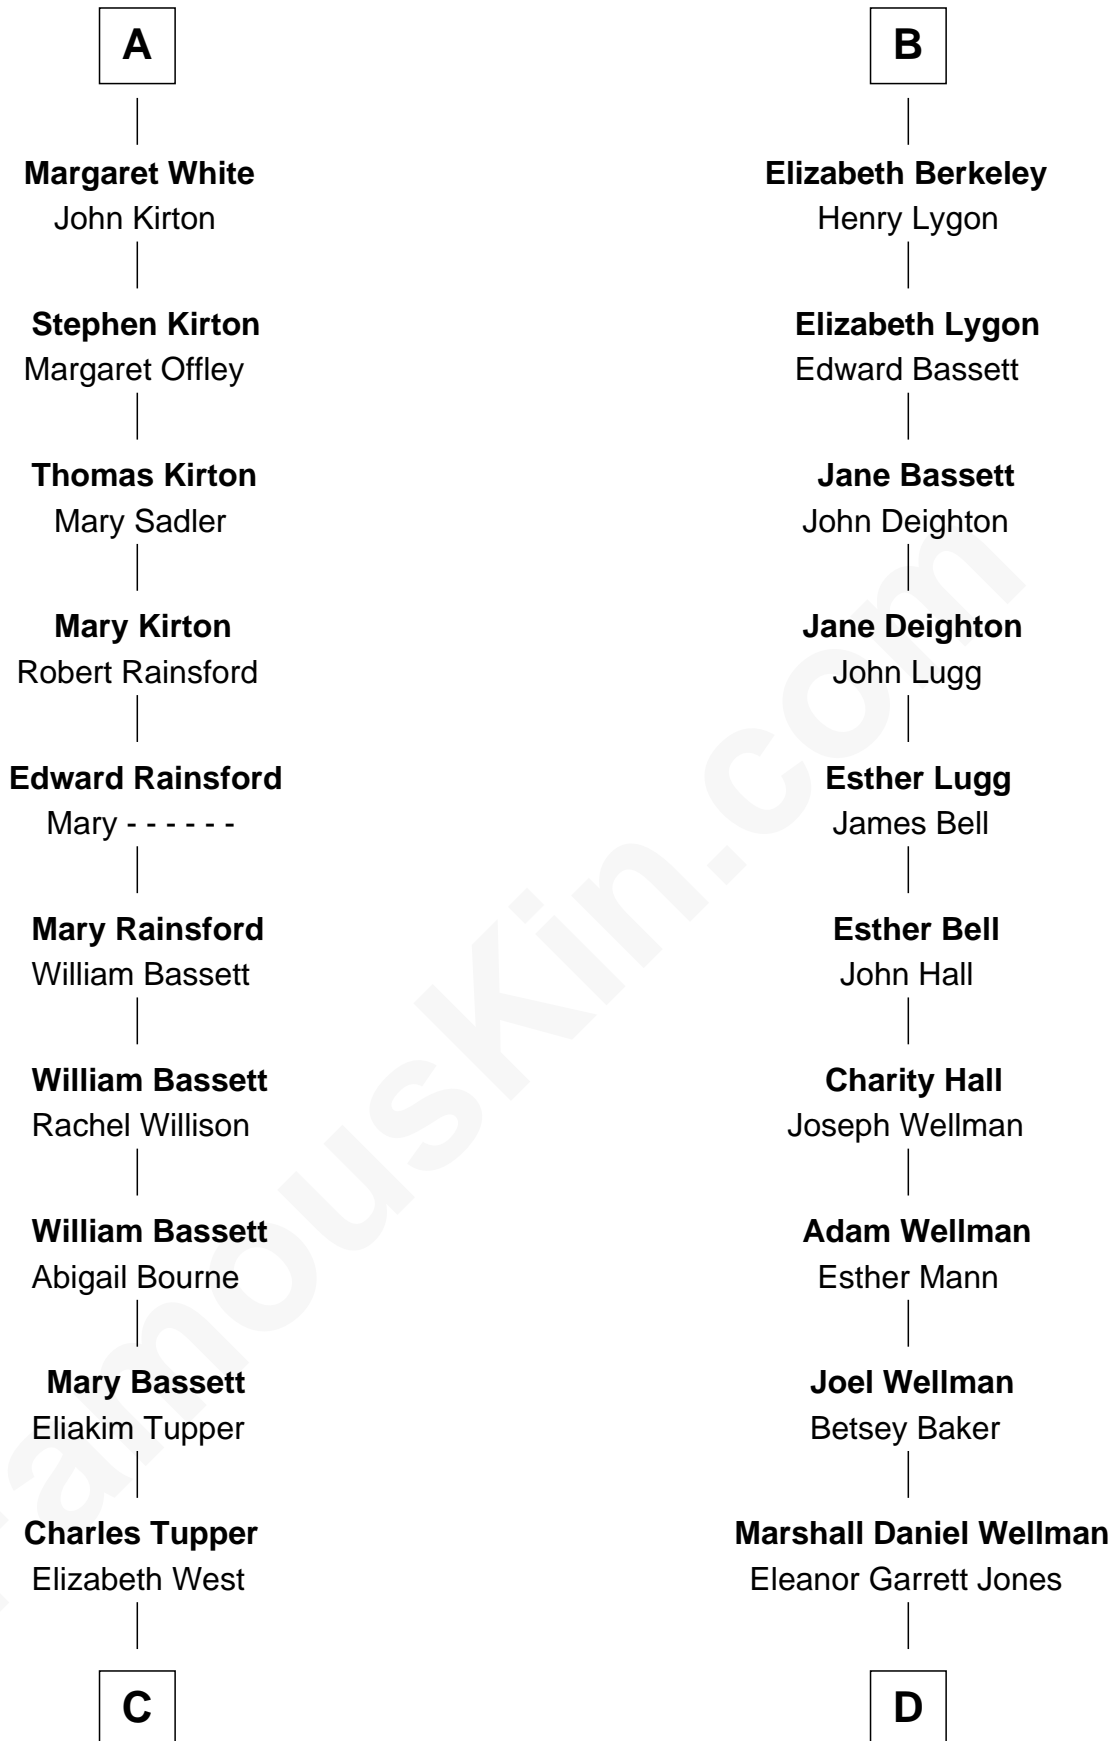 A
Margaret White
John Kirton
Stephen Kirton
Margaret Offley
Thomas Kirton
Mary Sadler
Mary Kirton
Robert Rainsford
Edward Rainsford
Mary - - - - - -
Mary Rainsford
William Bassett
William Bassett
Rachel Willison
William Bassett
Abigail Bourne
Mary Bassett
Eliakim Tupper
Charles Tupper
Elizabeth West
C
B
Elizabeth Berkeley
Henry Lygon
Elizabeth Lygon
Edward Bassett
Jane Bassett
John Deighton
Jane Deighton
John Lugg
Esther Lugg
James Bell
Esther Bell
John Hall
Charity Hall
Joseph Wellman
Adam Wellman
Esther Mann
Joel Wellman
Betsey Baker
Marshall Daniel Wellman
Eleanor Garrett Jones
D
FamousKin.com